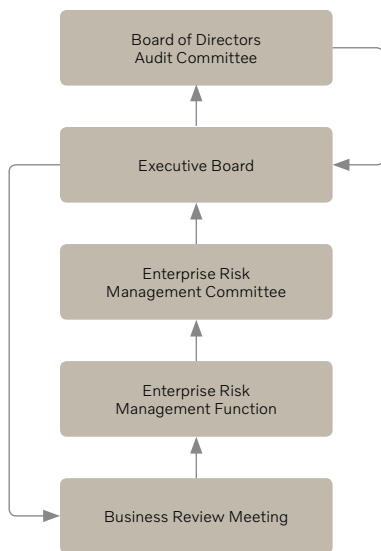 Board of Directors
Audit Committee
Executive Board
Enterprise Risk
Management Committee
Enterprise Risk
Management Function
Business Review Meeting